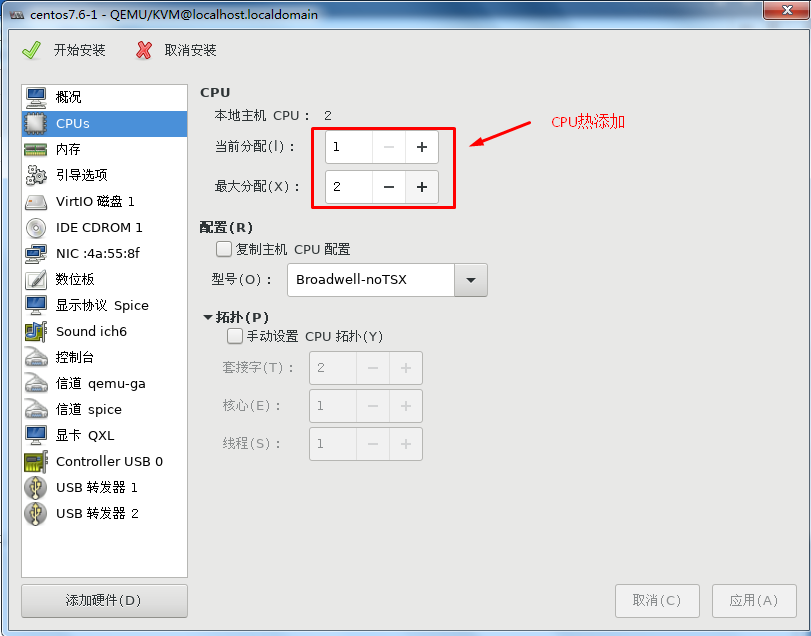 centos7.6-1 - QEMU/KVM@localhost.localdomain
开始安装 取消安装
概况
CPUs
内存
引导选项
VirtIO 磁盘 1
IDE CDROM 1
NIC :4a:55:8f
数位板
显示协议 Spice
Sound ich6
控制台
信道 qemu-ga
信道 spice
显卡 QXL
Controller USB 0
USB 转发器 1
USB 转发器 2
添加硬件(D)
CPU
本地主机 CPU： 2
当前分配(l)： 1
最大分配(X)： 2
CPU热添加
配置(R)
复制主机 CPU 配置
型号(O)： Broadwell-noTSX
拓扑(P)
手动设置 CPU 拓扑(Y)
套接字(T)： 2
核心(E)： 1
线程(S)： 1
取消(C) 应用(A)